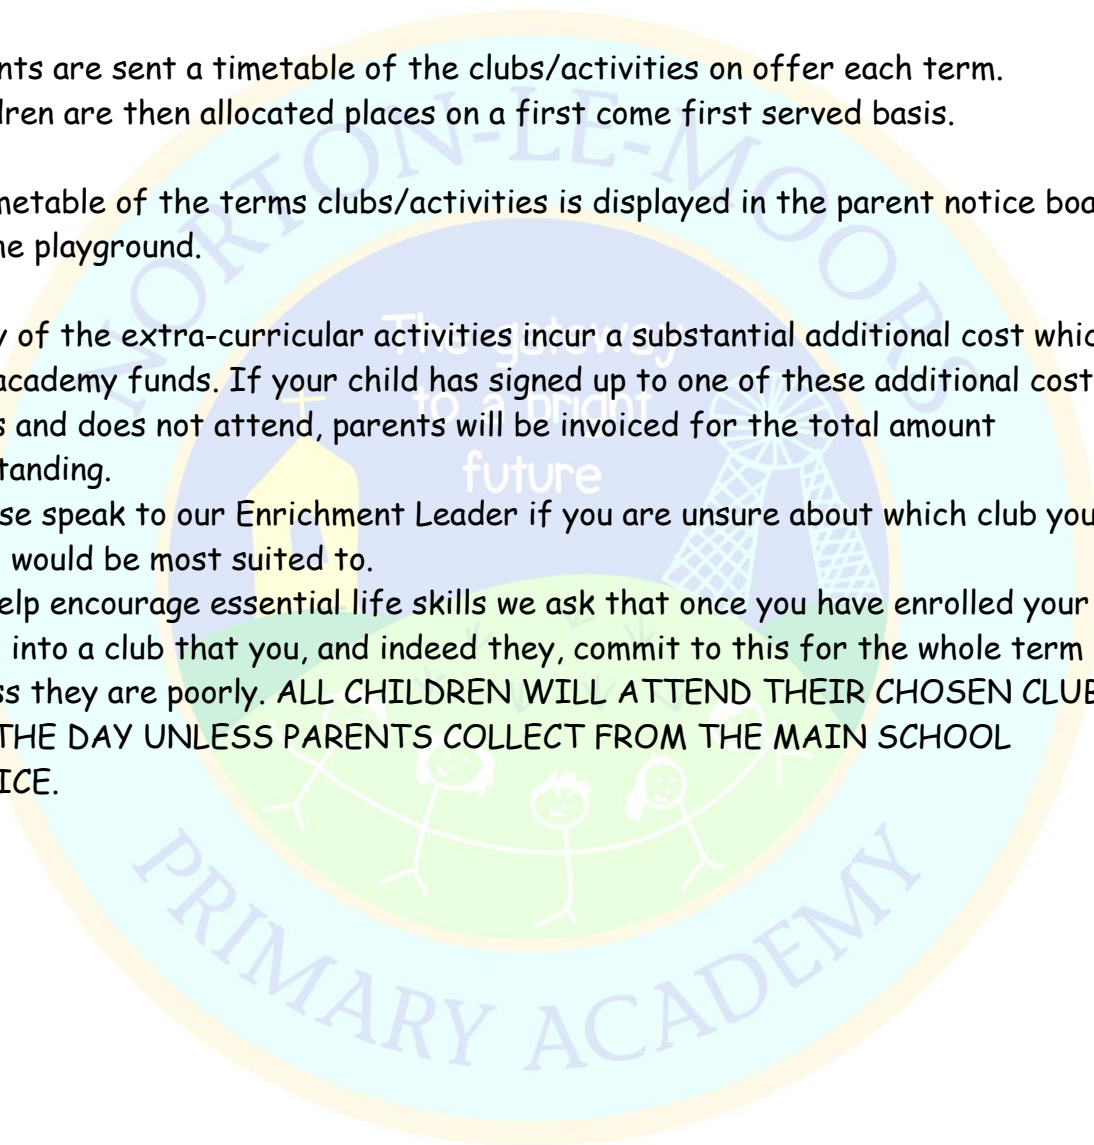 nts are sent a timetable of the clubs/activities on offer each term.
dren are then allocated places on a first come first served basis.
metable of the terms clubs/activities is displayed in the parent notice boa
ne playground.
y of the extra-curricular activities incur a substantial additional cost whic
academy funds. If your child has signed up to one of these additional cost
s and does not attend, parents will be invoiced for the total amount
tanding.
se speak to our Enrichment Leader if you are unsure about which club you
would be most suited to.
elp encourage essential life skills we ask that once you have enrolled your
into a club that you, and indeed they, commit to this for the whole term
ss they are poorly. ALL CHILDREN WILL ATTEND THEIR CHOSEN CLUB
THE DAY UNLESS PARENTS COLLECT FROM THE MAIN SCHOOL
ICE.
NORTON-LE-MOORS
The gateway
to a bright
future
PRIMARY ACADEMY